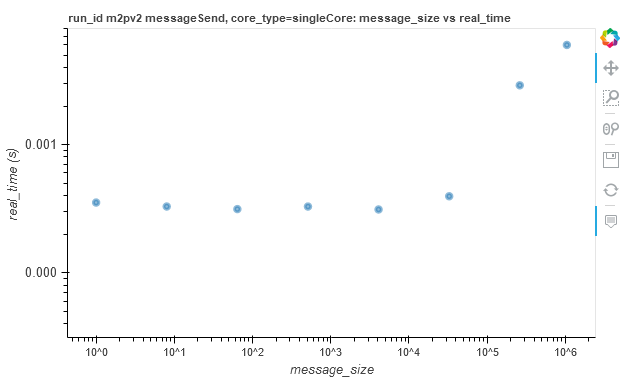 run_id m2pv2 messageSend, core_type=singleCore: message_size vs real_time
0.001
0.000
real_time (s)
10^0 10^1 10^2 10^3 10^4 10^5 10^6
message_size